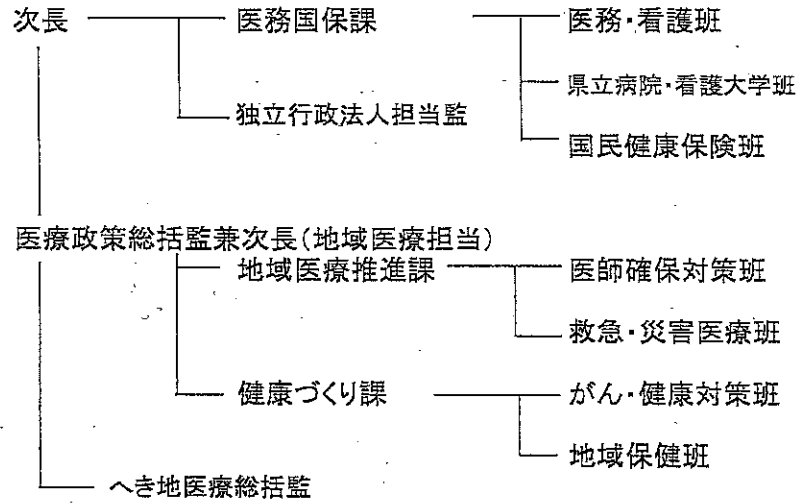 次長
医務国保課
医務・看護班
県立病院・看護大学班
独立行政法人担当監
国民健康保険班
医療政策総括監兼次長(地域医療担当)
地域医療推進課
医師確保対策班
救急・災害医療班
健康づくり課
がん・健康対策班
地域保健班
へき地医療総括監